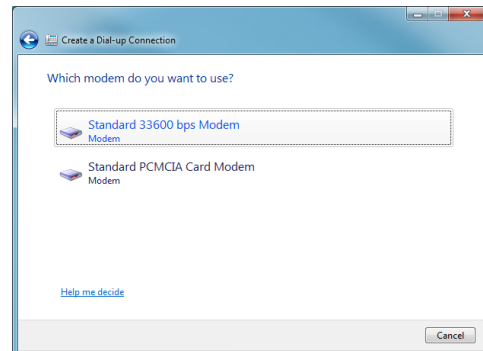 Create a Dial-up Connection
Which modem do you want to use?
Standard 33600 bps Modem
Modem
Standard PCMCIA Card Modem
Modem
Help me decide
Cancel